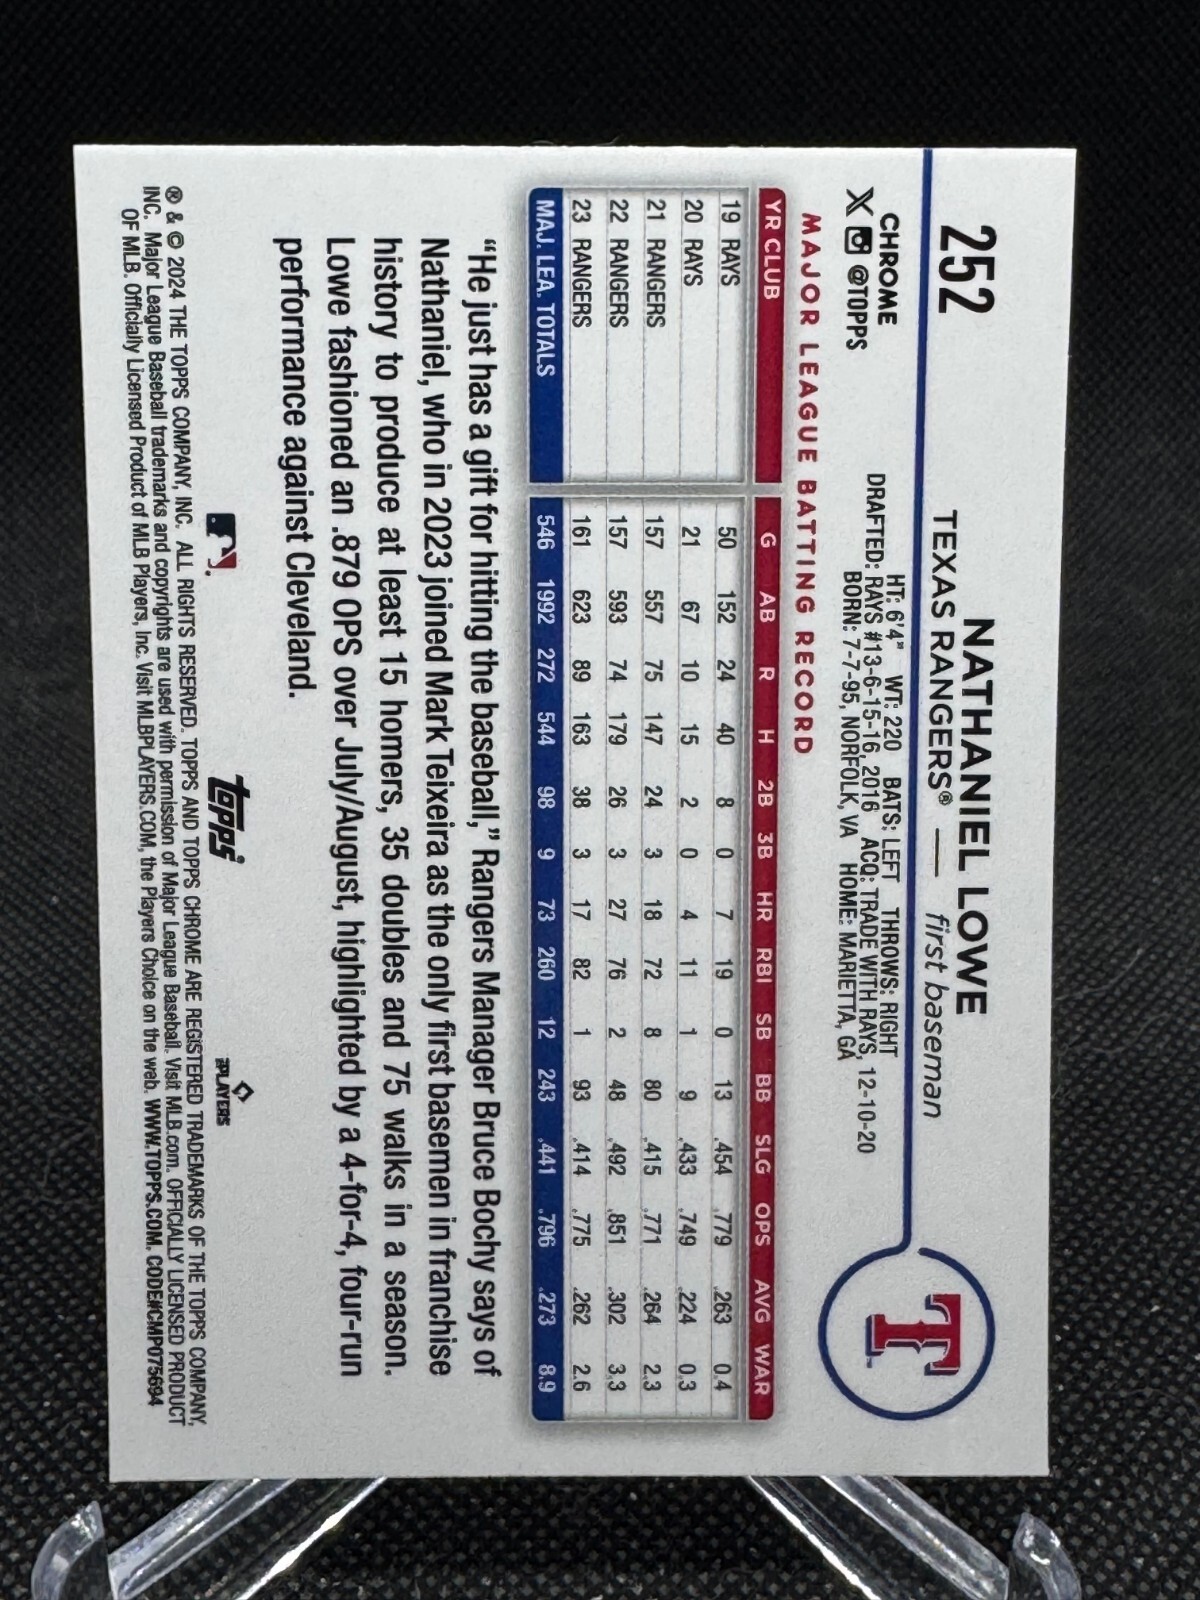 252
NATHANIEL LOWE
TEXAS RANGERS® — first baseman
CHROME
X @TOPPS
HT: 6'4" WT: 220 BATS: LEFT THROWS: RIGHT
DRAFTED: RAYS #13-6-15-16, 2016 ACQ: TRADE WITH RAYS, 12-10-20
BORN: 7-7-95, NORFOLK, VA HOME: MARIETTA, GA
T
MAJOR LEAGUE BATTING RECORD
YR CLUB G AB R H 2B 3B HR RBI SB BB SLG OPS AVG WAR
19 RAYS 50 152 24 40 8 0 7 19 0 13 .454 .779 .263 0.4
20 RAYS 21 67 10 15 2 0 4 11 1 9 .433 .749 .224 0.3
21 RANGERS 157 557 75 147 24 3 18 72 8 80 .415 .771 .264 2.3
22 RANGERS 157 593 74 179 26 3 27 76 2 48 .492 .851 .302 3.3
23 RANGERS 161 623 89 163 38 3 17 82 1 93 .414 .775 .262 2.6
MAJ. LEA. TOTALS 546 1992 272 544 98 9 73 260 12 243 .441 .796 .273 8.9
“He just has a gift for hitting the baseball,” Rangers Manager Bruce Bochy says of
Nathaniel, who in 2023 joined Mark Teixeira as the only first basemen in franchise
history to produce at least 15 homers, 35 doubles and 75 walks in a season.
Lowe fashioned an .879 OPS over July/August, highlighted by a 4-for-4, four-run
performance against Cleveland.
topps
PLAYERS
® & © 2024 THE TOPPS COMPANY, INC. ALL RIGHTS RESERVED. TOPPS AND TOPPS CHROME ARE REGISTERED TRADEMARKS OF THE TOPPS COMPANY,
INC. Major League Baseball trademarks and copyrights are used with permission of Major League Baseball. Visit MLB.com. OFFICIALLY LICENSED PRODUCT
OF MLB. Officially Licensed Product of MLB Players, Inc. Visit MLBPLAYERS.COM, the Players Choice on the web. WWW.TOPPS.COM. CODE#CMP075694